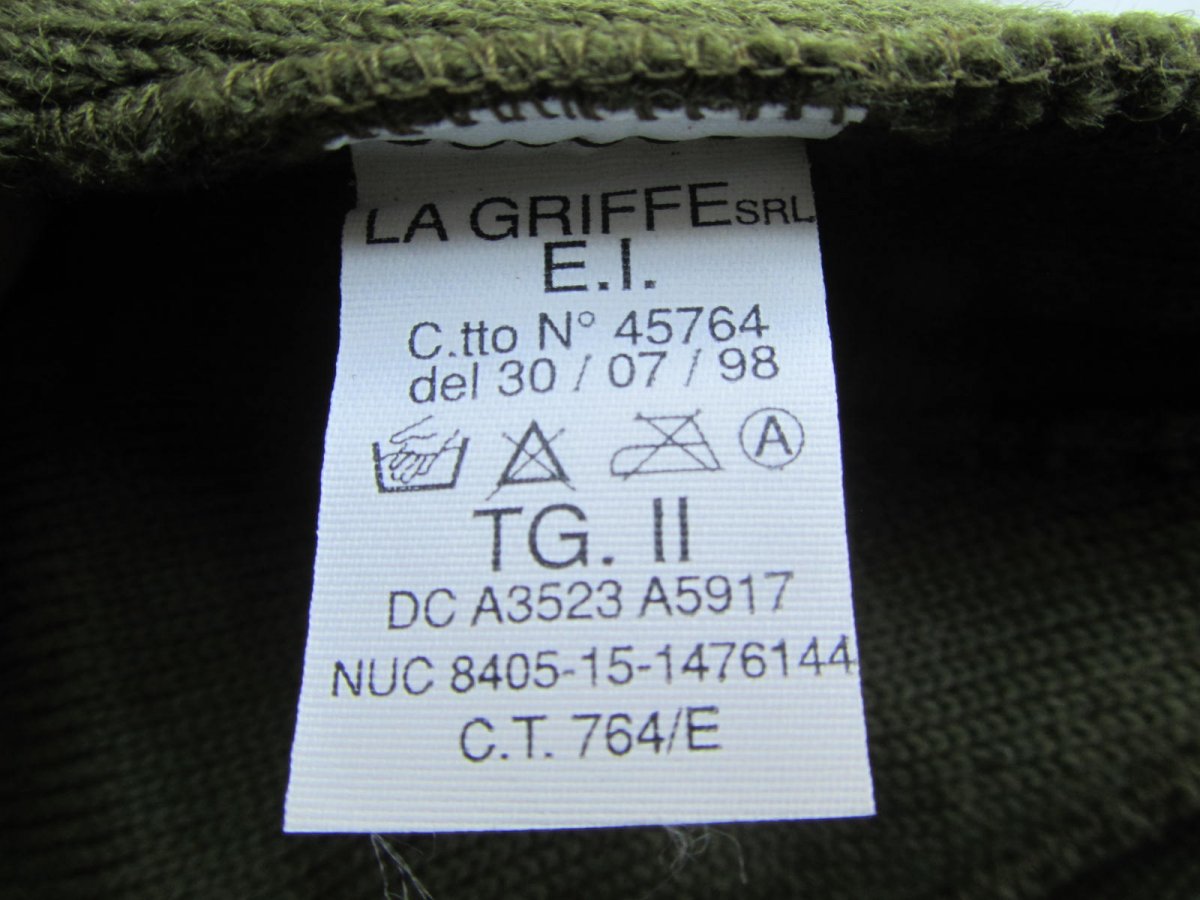 LA GRIFFE SRL
E.I.
C.tto N° 45764
del 30 / 07 / 98
A
TG. II
DC A3523 A5917
NUC 8405-15-1476144
C.T. 764/E